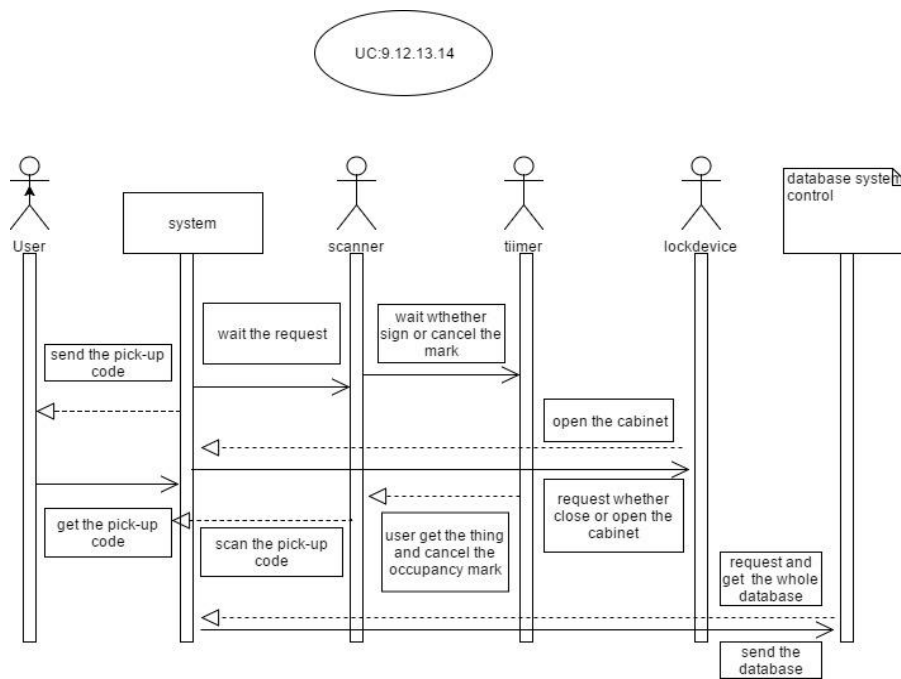 UC:9.12.13.14
database system
control
User
system
scanner
tiimer
lockdevice
wait the request
wait wthether
sign or cancel the
mark
send the pick-up
code
open the cabinet
get the pick-up
code
scan the pick-up
code
user get the thing
and cancel the
occupancy mark
request whether
close or open the
cabinet
request and
get the whole
database
send the
database